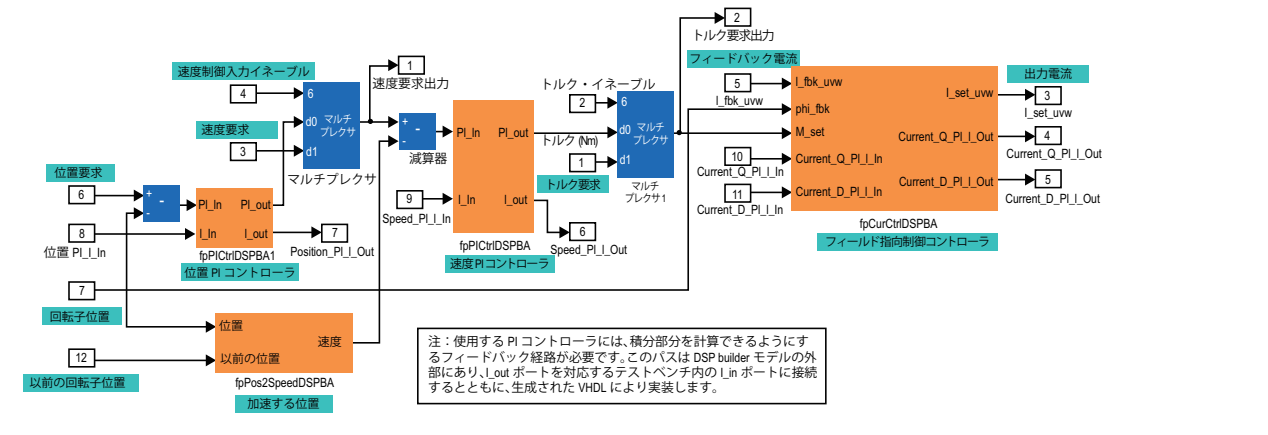 2
トルク要求出力
速度制御入力イネーブル
4
速度要求
3
6
d0
d1
マルチ
プレクサ
マルチプレクサ
1
速度要求出力
位置要求
6
+
-
-
8
位置 PI_I_In
PI_In
PI_out
I_In
I_out
fpPICtrlDSPBA1
位置 PI コントローラ
7
Position_PI_I_Out
+
-
-
減算器
9
Speed_PI_I_In
PI_In
PI_out
I_In
I_out
fpPICtrlDSPBA
速度PIコントローラ
6
Speed_PI_I_Out
トルク・イネーブル
2
トルク (Nm)
1
トルク要求
6
d0
d1
マルチ
プレクサ
マルチ
プレクサ1
フィードバック電流
5
I_fbk_uvw
10
Current_Q_PI_I_In
11
Current_D_PI_I_In
I_fbk_uvw
phi_fbk
M_set
Current_Q_PI_I_In
Current_D_PI_I_In
I_set_uvw
Current_Q_PI_I_Out
Current_D_PI_I_Out
fpCurCtrlDSPBA
フィールド指向制御コントローラ
出力電流
3
I_set_uvw
4
Current_Q_PI_I_Out
5
Current_D_PI_I_Out
7
回転子位置
12
以前の回転子位置
位置
以前の位置
速度
fpPos2SpeedDSPBA
加速する位置
注：使用する PI コントローラには、積分部分を計算できるようにす
るフィードバック経路が必要です。このパスは DSP builder モデルの外
部にあり、I_out ポートを対応するテストベンチ内の I_in ポートに接続
するとともに、生成された VHDL により実装します。